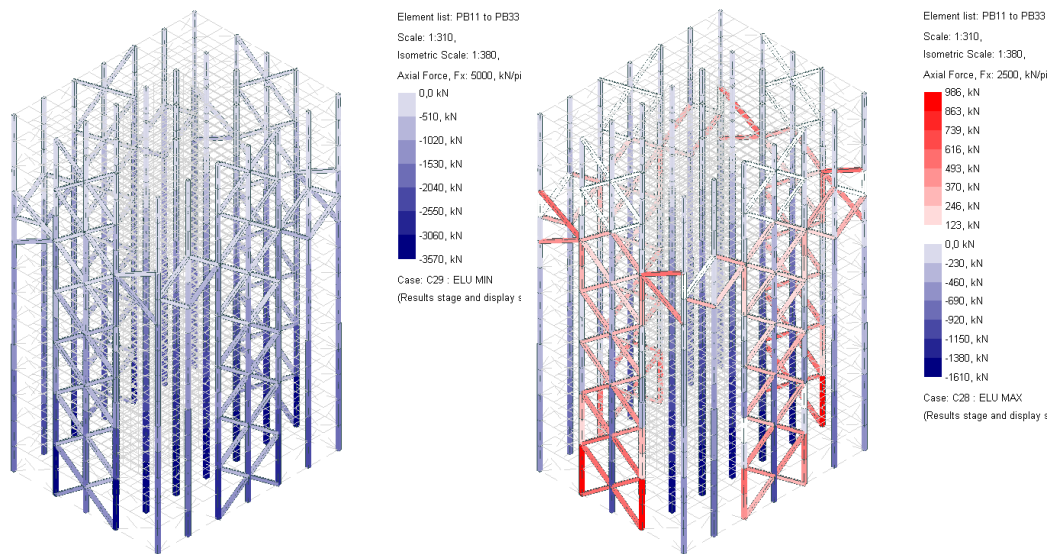 Element list: PB11 to PB33
Scale: 1:310,
Isometric Scale: 1:380,
Axial Force, Fx: 5000, kN/pi
0,0, kN
-510, kN
-1020, kN
-1530, kN
-2040, kN
-2550, kN
-3060, kN
-3570, kN
Case: C29 : ELU MIN
(Results stage and display s
Element list: PB11 to PB33
Scale: 1:310,
Isometric Scale: 1:380,
Axial Force, Fx: 2500, kN/pi
986, kN
863, kN
739, kN
616, kN
493, kN
370, kN
246, kN
123, kN
0,0, kN
-230, kN
-460, kN
-690, kN
-920, kN
-1150, kN
-1380, kN
-1610, kN
Case: C28 : ELU MAX
(Results stage and display s